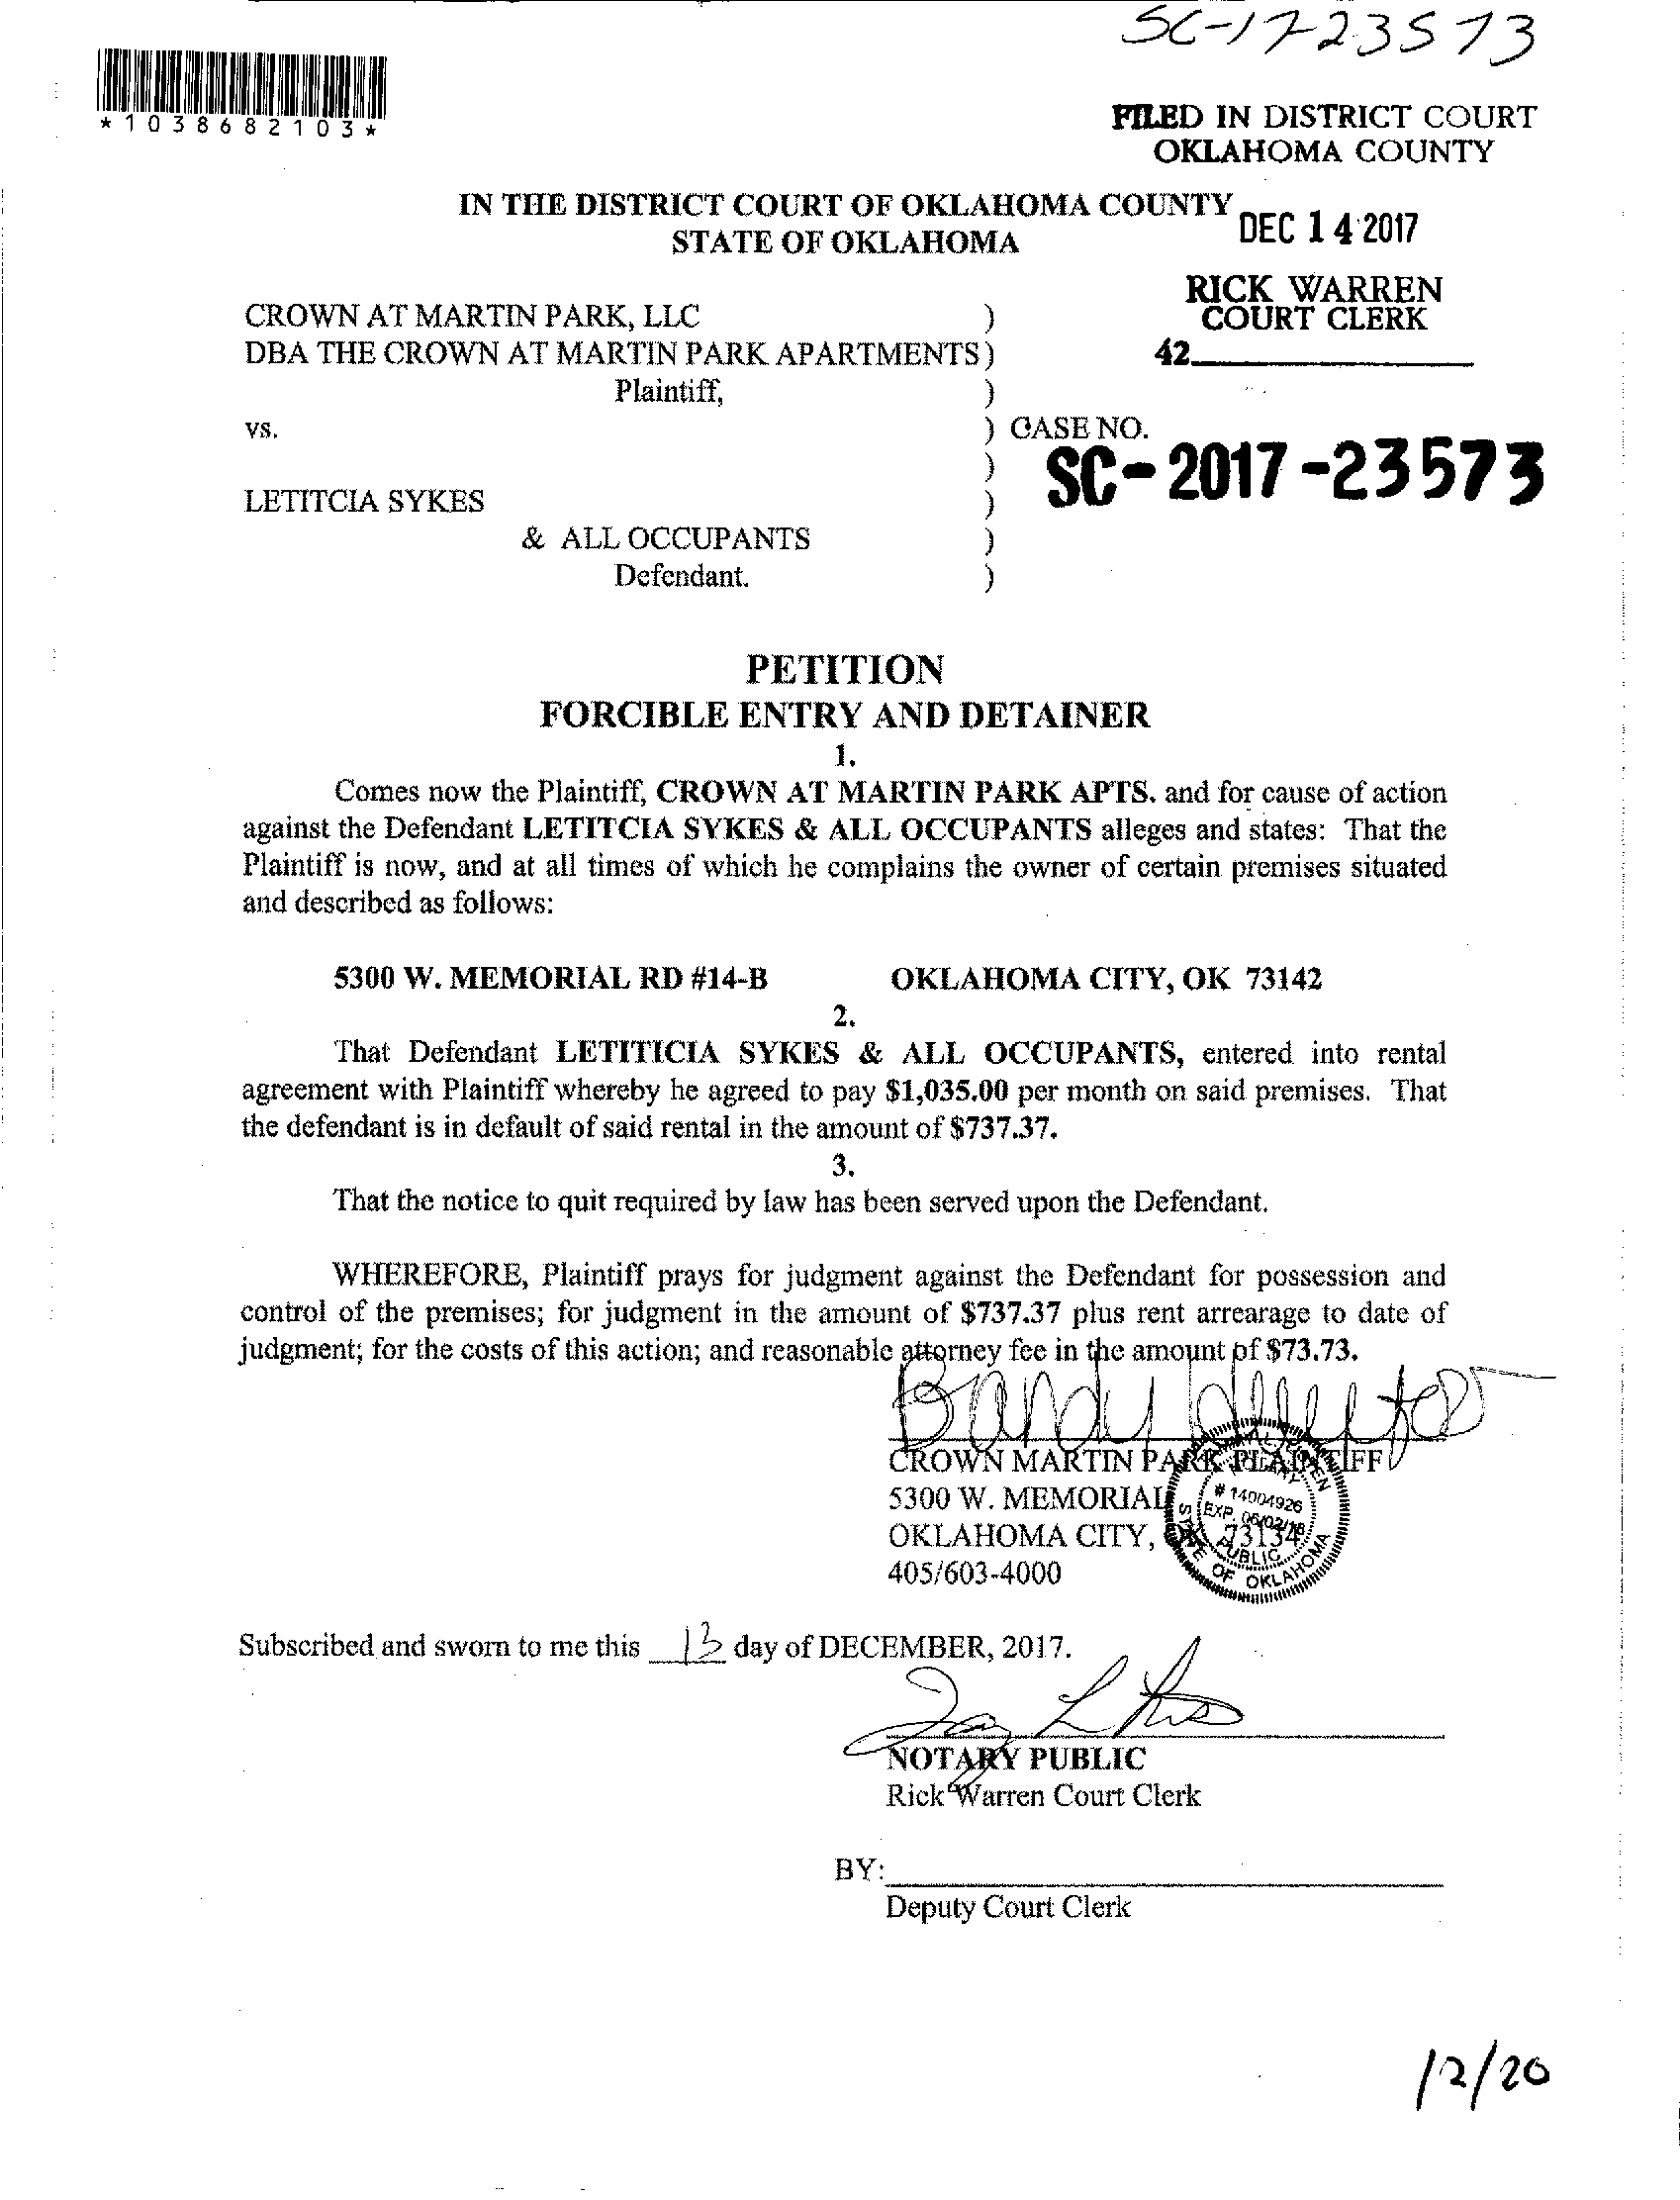 SC-17-23573
*1038682103*
FILED IN DISTRICT COURT
OKLAHOMA COUNTY
IN THE DISTRICT COURT OF OKLAHOMA COUNTY
STATE OF OKLAHOMA
DEC 14 2017
RICK WARREN
COURT CLERK
42
CROWN AT MARTIN PARK, LLC )
DBA THE CROWN AT MARTIN PARK APARTMENTS )
Plaintiff, )
vs. ) CASE NO.
) SC-2017-23573
LETITCIA SYKES )
& ALL OCCUPANTS )
Defendant. )
PETITION
FORCIBLE ENTRY AND DETAINER
1.
Comes now the Plaintiff, CROWN AT MARTIN PARK APTS. and for cause of action
against the Defendant LETITCIA SYKES & ALL OCCUPANTS alleges and states: That the
Plaintiff is now, and at all times of which he complains the owner of certain premises situated
and described as follows:
5300 W. MEMORIAL RD #14-B OKLAHOMA CITY, OK 73142
2.
That Defendant LETITICIA SYKES & ALL OCCUPANTS, entered into rental
agreement with Plaintiff whereby he agreed to pay $1,035.00 per month on said premises. That
the defendant is in default of said rental in the amount of $737.37.
3.
That the notice to quit required by law has been served upon the Defendant.
WHEREFORE, Plaintiff prays for judgment against the Defendant for possession and
control of the premises; for judgment in the amount of $737.37 plus rent arrearage to date of
judgment; for the costs of this action; and reasonable attorney fee in the amount of $73.73.
CROWN MARTIN PARK PLAINTIFF
5300 W. MEMORIAL
OKLAHOMA CITY, OK 73134
405/603-4000
# 14004926
EXP. 06/02/18
PUBLIC
STATE OF OKLAHOMA
Subscribed and sworn to me this 13 day of DECEMBER, 2017.
NOTARY PUBLIC
Rick Warren Court Clerk
BY:
Deputy Court Clerk
12/20